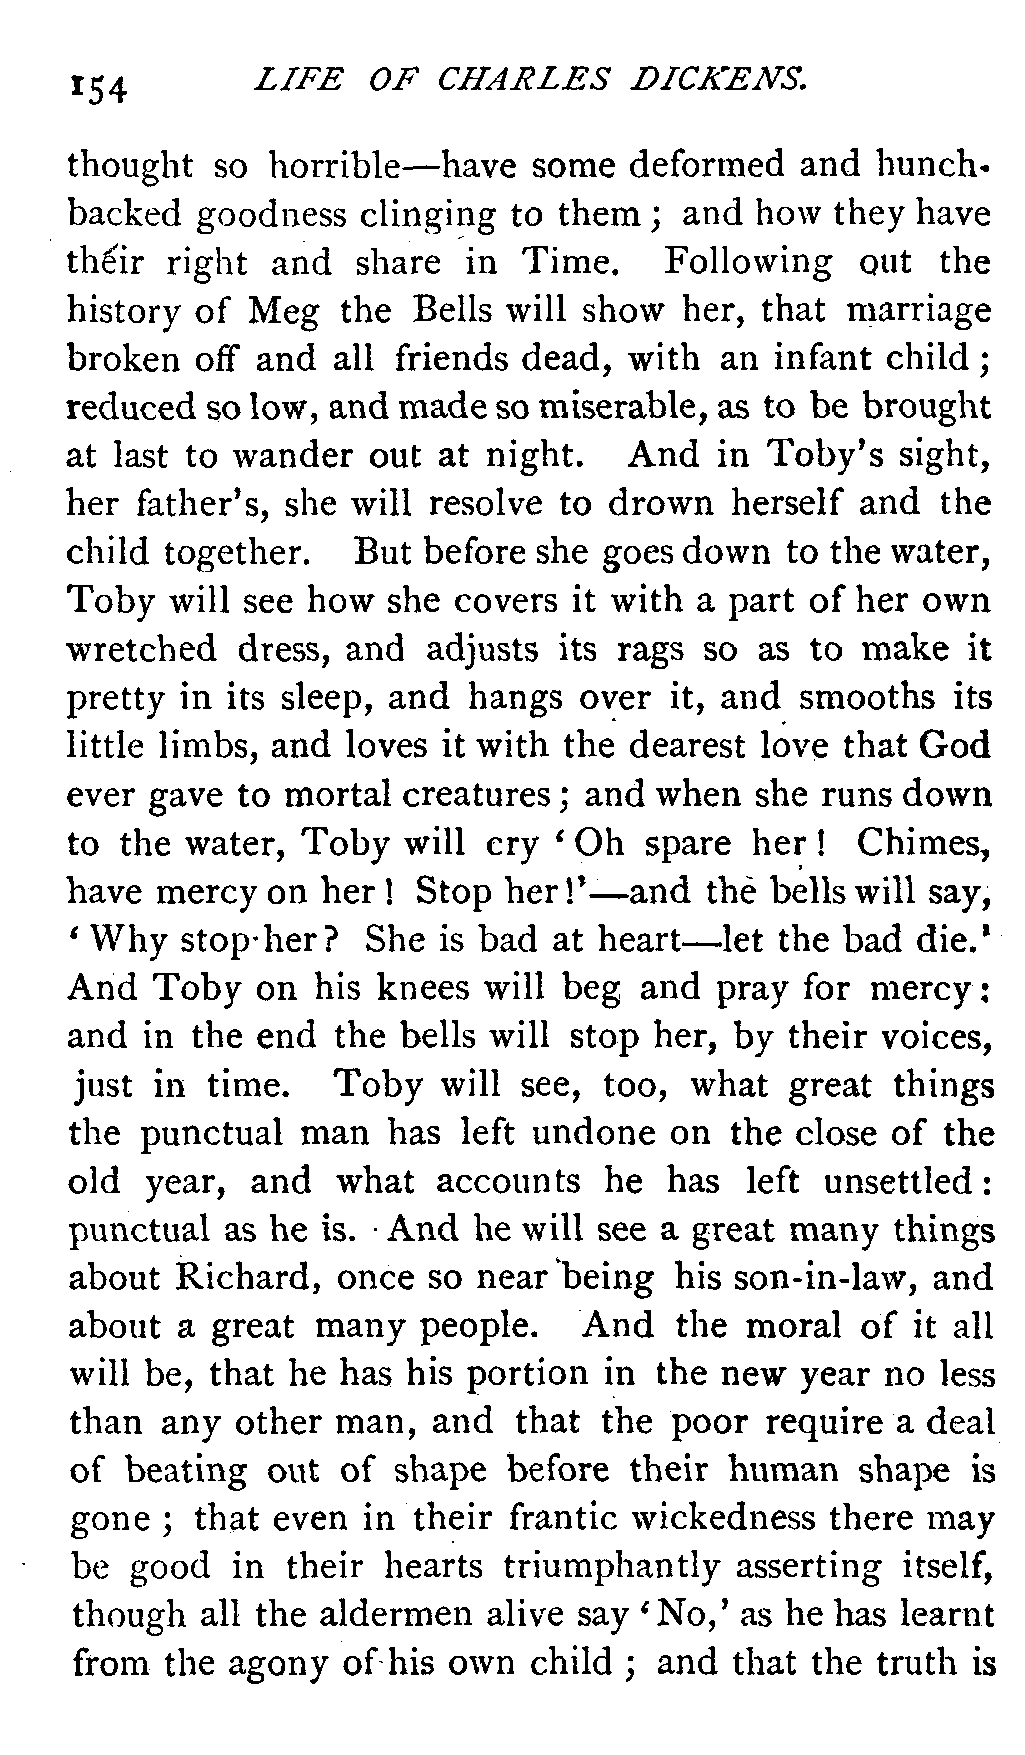 154 LIFE OF CHARLES DICKENS.
thought so horrible—have some deformed and hunch-
backed goodness clinging to them ; and how they have
their right and share in Time. Following out the
history of Meg the Bells will show her, that marriage
broken off and all friends dead, with an infant child ;
reduced so low, and made so miserable, as to be brought
at last to wander out at night. And in Toby's sight,
her father's, she will resolve to drown herself and the
child together. But before she goes down to the water,
Toby will see how she covers it with a part of her own
wretched dress, and adjusts its rags so as to make it
pretty in its sleep, and hangs over it, and smooths its
little limbs, and loves it with the dearest love that God
ever gave to mortal creatures ; and when she runs down
to the water, Toby will cry ‘ Oh spare her ! Chimes,
have mercy on her ! Stop her !’—and the bells will say,
‘ Why stop her ? She is bad at heart—let the bad die.’
And Toby on his knees will beg and pray for mercy :
and in the end the bells will stop her, by their voices,
just in time. Toby will see, too, what great things
the punctual man has left undone on the close of the
old year, and what accounts he has left unsettled :
punctual as he is. And he will see a great many things
about Richard, once so near being his son-in-law, and
about a great many people. And the moral of it all
will be, that he has his portion in the new year no less
than any other man, and that the poor require a deal
of beating out of shape before their human shape is
gone ; that even in their frantic wickedness there may
be good in their hearts triumphantly asserting itself,
though all the aldermen alive say ‘ No,’ as he has learnt
from the agony of his own child ; and that the truth is